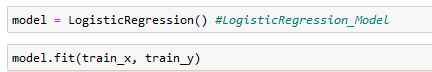 model = LogisticRegression() #LogisticRegression_Model
model.fit(train_x, train_y)